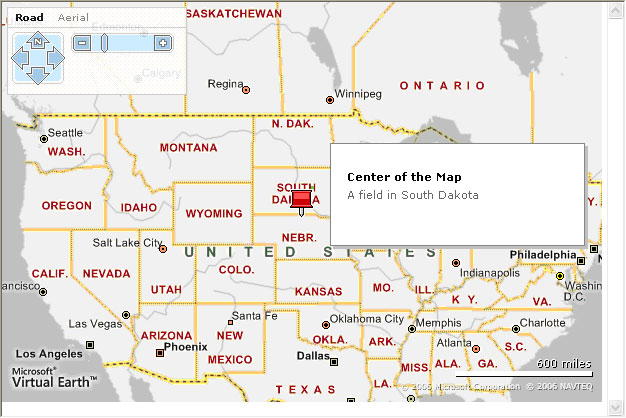 Road Aerial
SASKATCHEWAN
Edmonton
N
Calgary
Regina
Winnipeg
ONTARIO
Seattle
WASH.
N. DAK.
MONTANA
Center of the Map
A field in South Dakota
OREGON
IDAHO
WYOMING
SOUTH
DAKOTA
Y.
NEBR.
Salt Lake City
UNITED STATES
Philadelphia
CALIF.
NEVADA
UTAH
COLO.
KANSAS
MO.
ILL.
Indianapolis
ancisco
K Y.
VA.
Washin
D.C.
Las Vegas
Santa Fe
Oklahoma City
Memphis
Charlotte
ARIZONA
Phoenix
NEW
MEXICO
OKLA.
ARK.
Atlanta
S.C.
Los Angeles
Dallas
MISS.
ALA.
GA.
600 miles
Microsoft®
Virtual Earth™
TEXAS
LA.
© 2006 Microsoft Corporation © 2006 NAVTEQ